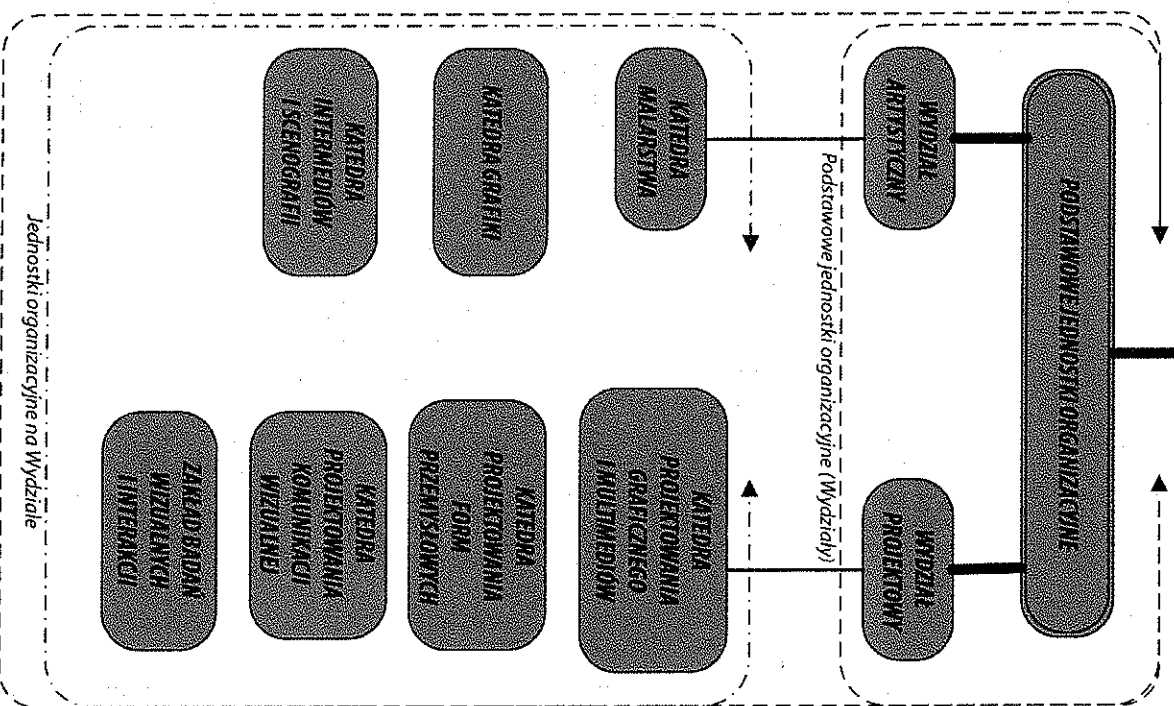 PODSTAWOWE JEDNOSTKI ORGANIZACYJNE
WYDZIAŁ
ARTYSTYCZNY
WYDZIAŁ
PROJEKTOWY
Podstawowe jednostki organizacyjne (Wydziały)
KATEDRA
MALARSTWA
KATEDRA GRAFIKI
KATEDRA
INTERMEDIÓW
I SCENOGRAFII
KATEDRA
PROJEKTOWANIA
GRAFICZNEGO
I MULTIMEDIÓW
KATEDRA
PROJEKTOWANIA
FORM
PRZEMYSŁOWYCH
KATEDRA
PROJEKTOWANIA
KOMUNIKACJI
WIZUALNEJ
ZAKŁAD BADAŃ
WIZUALNYCH
I INTERAKCJI
Jednostki organizacyjne na Wydziale